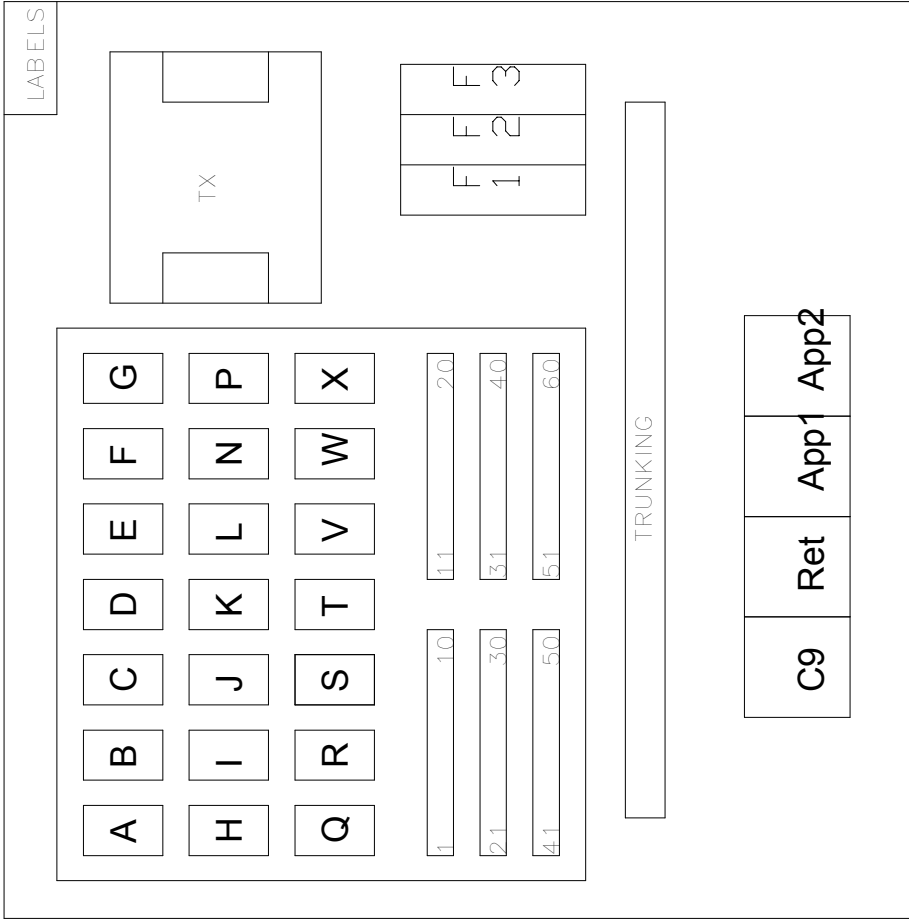 LABELS
A B C D E F G
TX
H I J K L N P
Q R S T V W X
1 10 11 20
F F F
21 30 31 40
1 2 3
41 50 51 60
TRUNKING
C9 Ret App1 App2